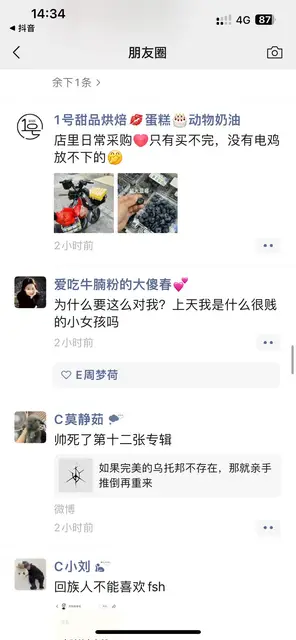 14:34
4G 87
抖音
朋友圈
余下1条
1号
1号甜品烘焙💋蛋糕🎂动物奶油
店里日常采购❤️只有买不完，没有电鸡
放不下的🤔
2小时前
爱吃牛腩粉的大傻春💕
为什么要这么对我？上天我是什么很贱
的小女孩吗
2小时前
E周梦荷
C莫静茹
帅死了第十二张专辑
如果完美的乌托邦不存在，那就亲手
推倒再重来
微博
2小时前
C小刘
回族人不能喜欢fsh